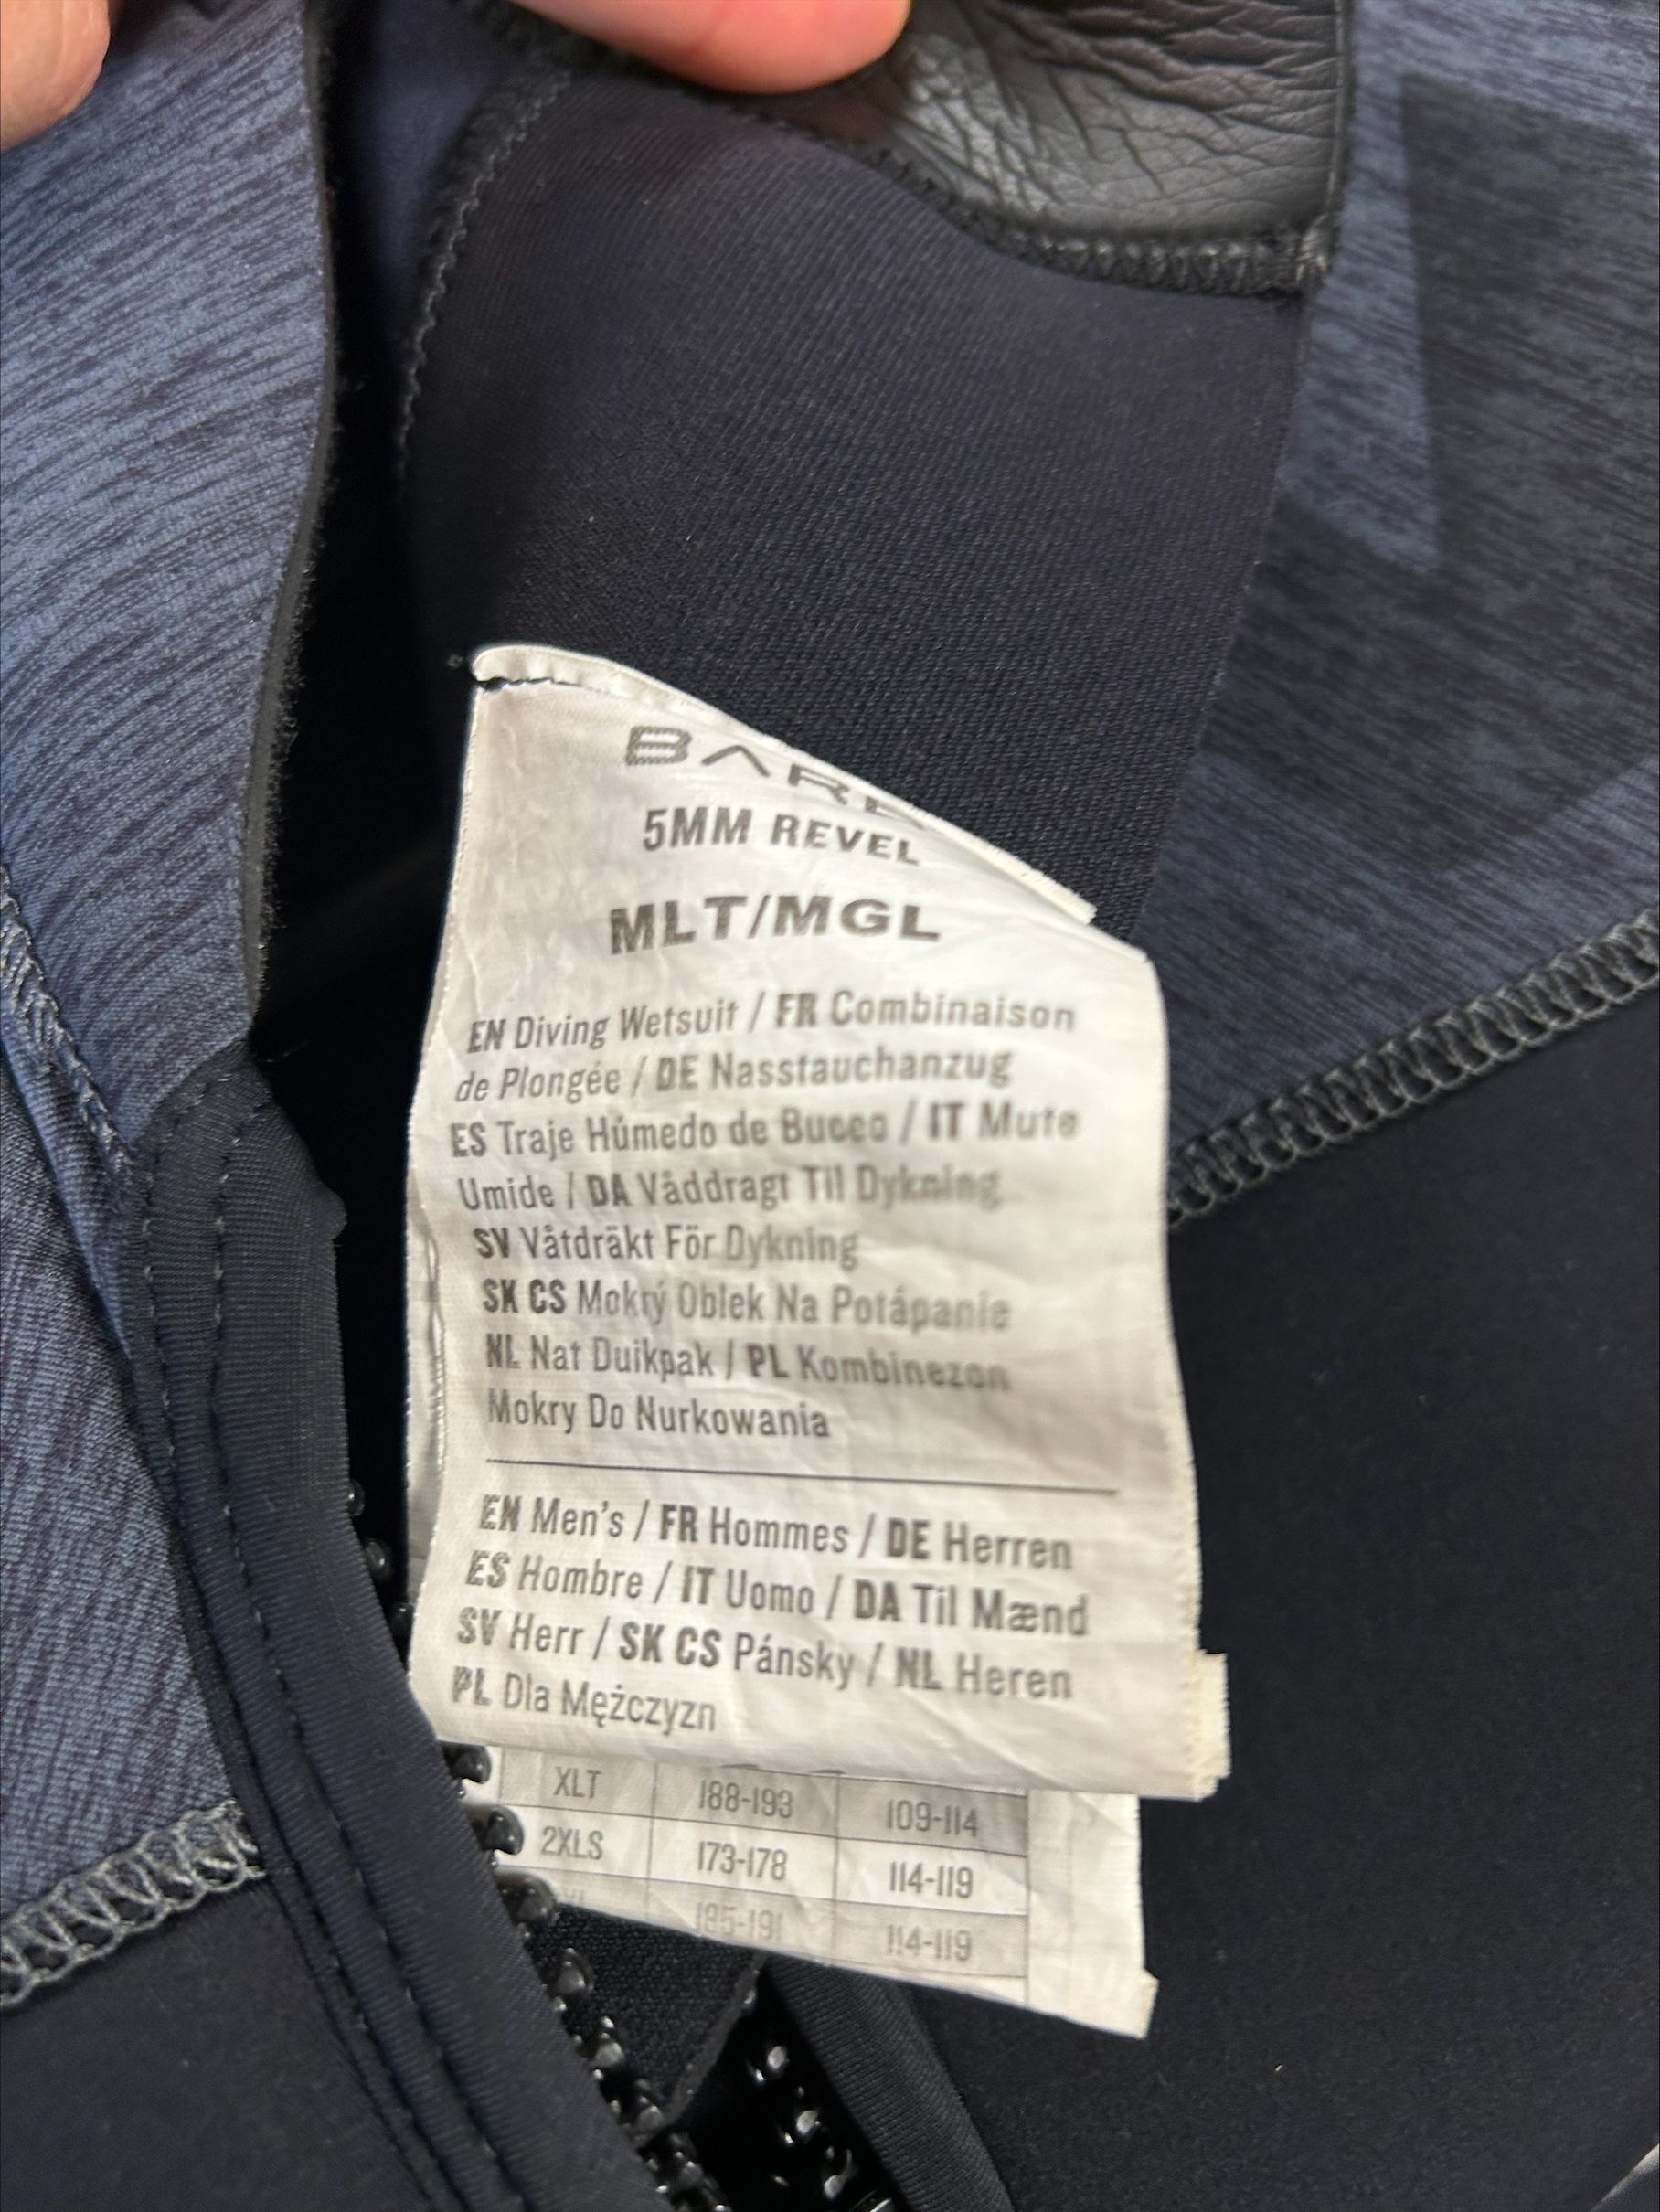 BARE
5MM REVEL
MLT/MGL
EN Diving Wetsuit / FR Combinaison
de Plongée / DE Nasstauchanzug
ES Traje Húmedo de Buceo / IT Mute
Umide / DA Våddragt Til Dykning
SV Våtdräkt För Dykning
SK CS Mokrý Oblek Na Potápanie
NL Nat Duikpak / PL Kombinezon
Mokry Do Nurkowania
EN Men's / FR Hommes / DE Herren
ES Hombre / IT Uomo / DA Til Mænd
SV Herr / SK CS Pánsky / NL Heren
PL Dla Mężczyzn
XLT 188-193 109-114
2XLS 173-178 114-119
185-191 114-119